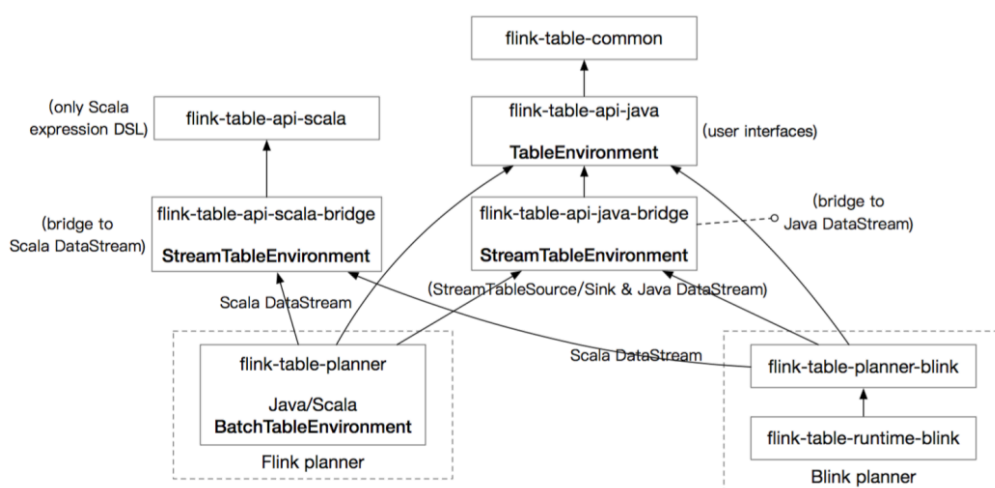 flink-table-common
(only Scala
expression DSL)
flink-table-api-scala
flink-table-api-java
TableEnvironment
(user interfaces)
(bridge to
Scala DataStream)
flink-table-api-scala-bridge
StreamTableEnvironment
flink-table-api-java-bridge
StreamTableEnvironment
(bridge to
Java DataStream)
Scala DataStream
(StreamTableSource/Sink & Java DataStream)
flink-table-planner
Java/Scala
BatchTableEnvironment
Flink planner
Scala DataStream
flink-table-planner-blink
flink-table-runtime-blink
Blink planner